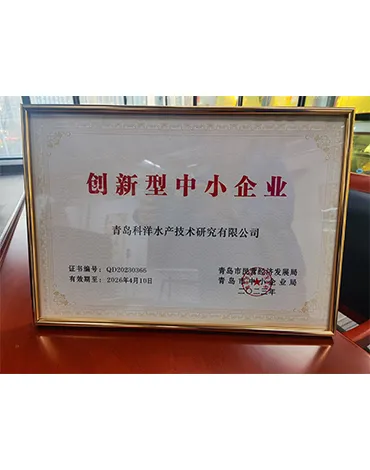 创新型中小企业
青岛科洋水产技术研究有限公司
证书编号：QD20230366
有效期至：2026年4月10日
青岛市民营经济发展局
青岛市中小企业局
二〇二三年